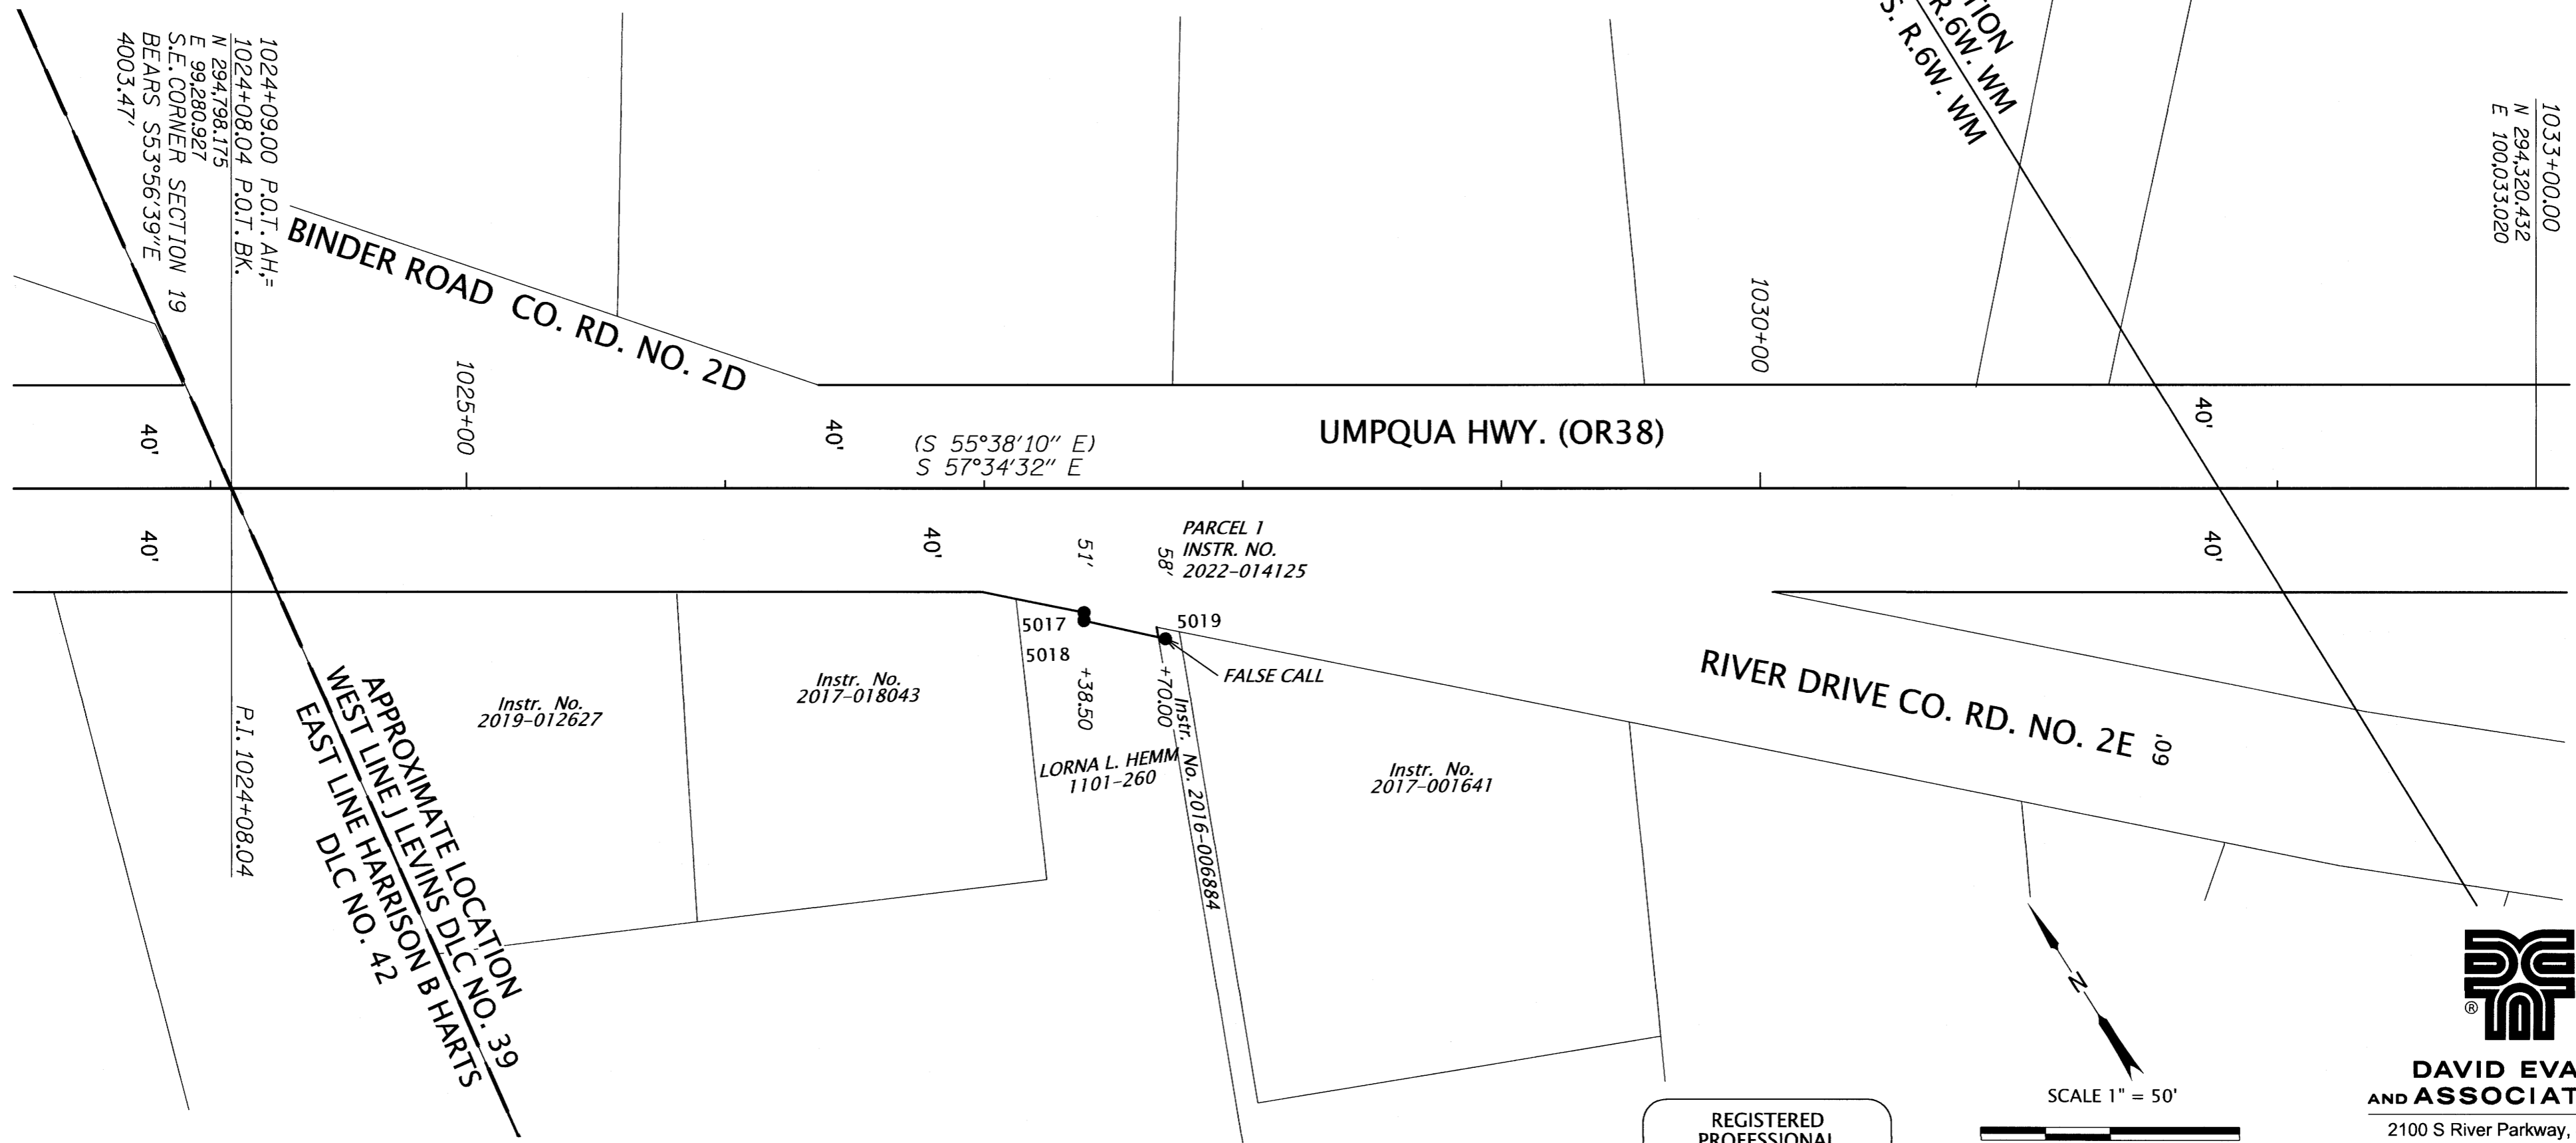 1024+09.00 P.O.T. AH,=
1024+08.04 P.O.T. BK.
N 294,798.175
E 99,280.927
S.E. CORNER SECTION 19
BEARS S53°56'39"E
4003.47'
BINDER ROAD CO. RD. NO. 2D
TION
R.6W. WM
S. R.6W. WM
1033+00.00
N 294,320.432
E 100,033.020
1025+00
1030+00
40'
40'
40'
(S 55°38'10" E)
S 57°34'32" E
UMPQUA HWY. (OR38)
40'
40'
40'
51'
58'
PARCEL 1
INSTR. NO.
2022-014125
5017
5018
5019
+38.50
+70.00
FALSE CALL
Instr. No.
2019-012627
Instr. No.
2017-018043
LORNA L. HEMM
1101-260
Instr. No. 2016-006884
Instr. No.
2017-001641
RIVER DRIVE CO. RD. NO. 2E
60'
P.I. 1024+08.04
APPROXIMATE LOCATION
WEST LINE J LEVINS DLC NO. 39
EAST LINE HARRISON B HARTS
DLC NO. 42
N
SCALE 1" = 50'
REGISTERED
PROFESSIONAL
®
DAVID EVA
AND ASSOCIAT
2100 S River Parkway,